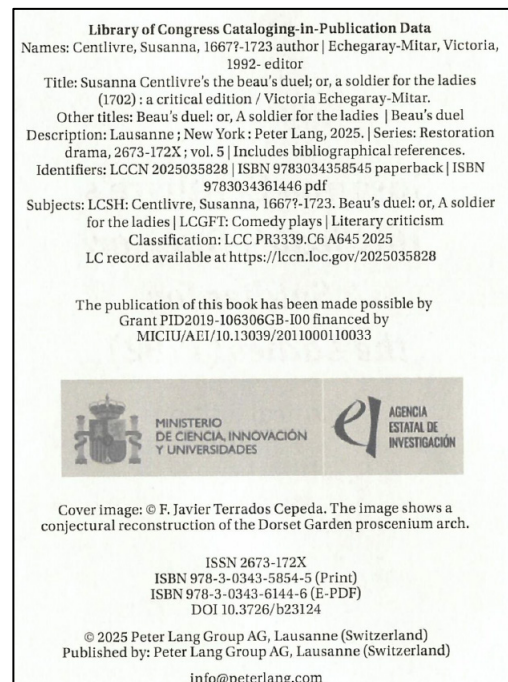 Library of Congress Cataloging-in-Publication Data
Names: Centlivre, Susanna, 1667?-1723 author | Echegaray-Mitar, Victoria,
1992- editor
Title: Susanna Centlivre's the beau's duel; or, a soldier for the ladies
(1702) : a critical edition / Victoria Echegaray-Mitar.
Other titles: Beau's duel: or, A soldier for the ladies | Beau's duel
Description: Lausanne ; New York : Peter Lang, 2025. | Series: Restoration
drama, 2673-172X ; vol. 5 | Includes bibliographical references.
Identifiers: LCCN 2025035828 | ISBN 9783034358545 paperback | ISBN
9783034361446 pdf
Subjects: LCSH: Centlivre, Susanna, 1667?-1723. Beau's duel: or, A soldier
for the ladies | LCGFT: Comedy plays | Literary criticism
Classification: LCC PR3339.C6 A645 2025
LC record available at https://lccn.loc.gov/2025035828
The publication of this book has been made possible by
Grant PID2019-106306GB-I00 financed by
MICIU/AEI/10.13039/2011000110033
MINISTERIO
DE CIENCIA, INNOVACIÓN
Y UNIVERSIDADES
AGENCIA
ESTATAL DE
INVESTIGACIÓN
Cover image: © F. Javier Terrados Cepeda. The image shows a
conjectural reconstruction of the Dorset Garden proscenium arch.
ISSN 2673-172X
ISBN 978-3-0343-5854-5 (Print)
ISBN 978-3-0343-6144-6 (E-PDF)
DOI 10.3726/b23124
© 2025 Peter Lang Group AG, Lausanne (Switzerland)
Published by: Peter Lang Group AG, Lausanne (Switzerland)
info@peterlang.com